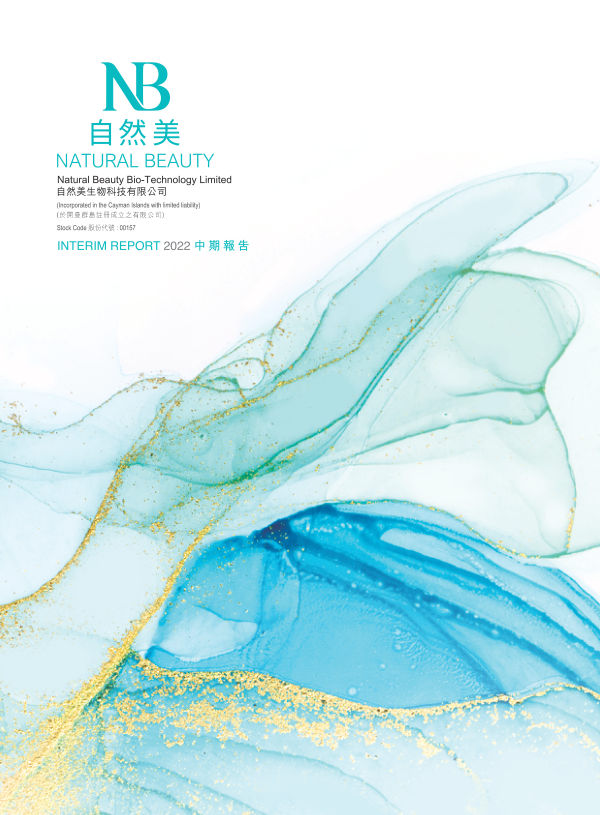 NB
自然美
NATURAL BEAUTY
Natural Beauty Bio-Technology Limited
自然美生物科技有限公司
(Incorporated in the Cayman Islands with limited liability)
(於開曼群島註冊成立之有限公司)
Stock Code 股份代號 : 00157
INTERIM REPORT 2022 中期報告